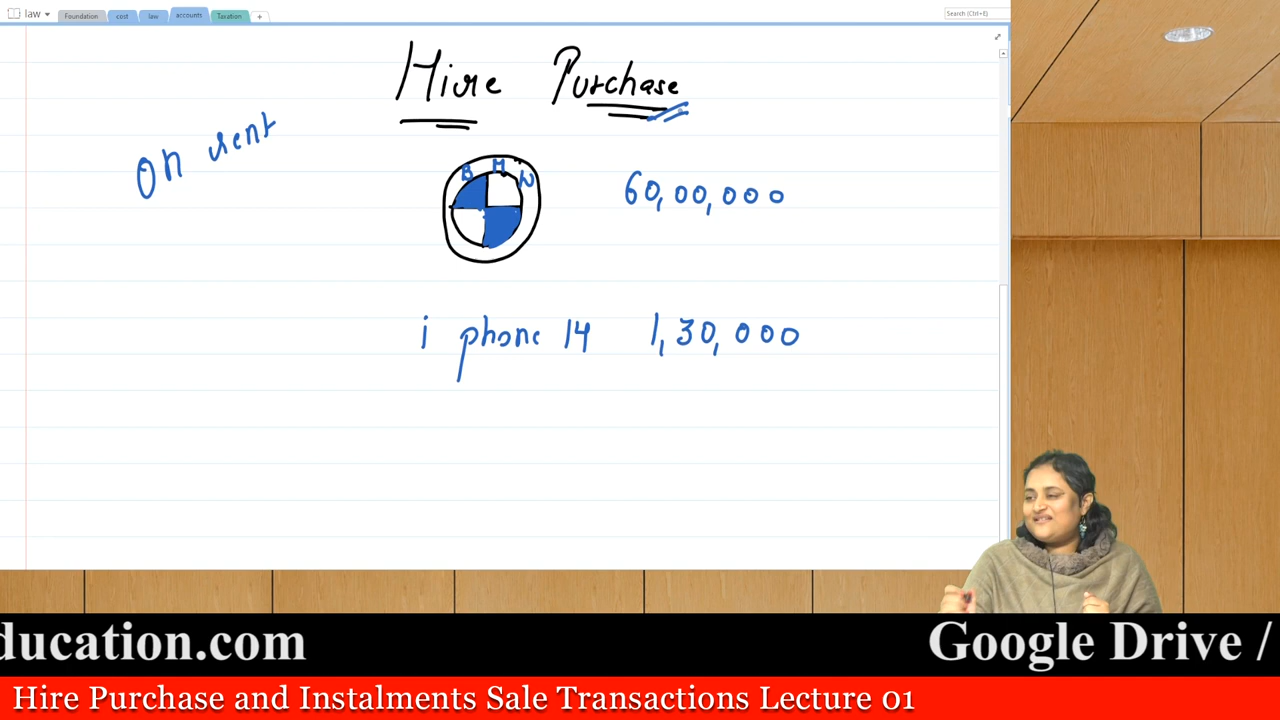 law
Foundation
cost
law
accounts
Taxation
+
Search (Ctrl+E)
Hire Purchase
On rent
B M W
60,00,000
i phone 14 1,30,000
ducation.com
Google Drive /
Hire Purchase and Instalments Sale Transactions Lecture 01